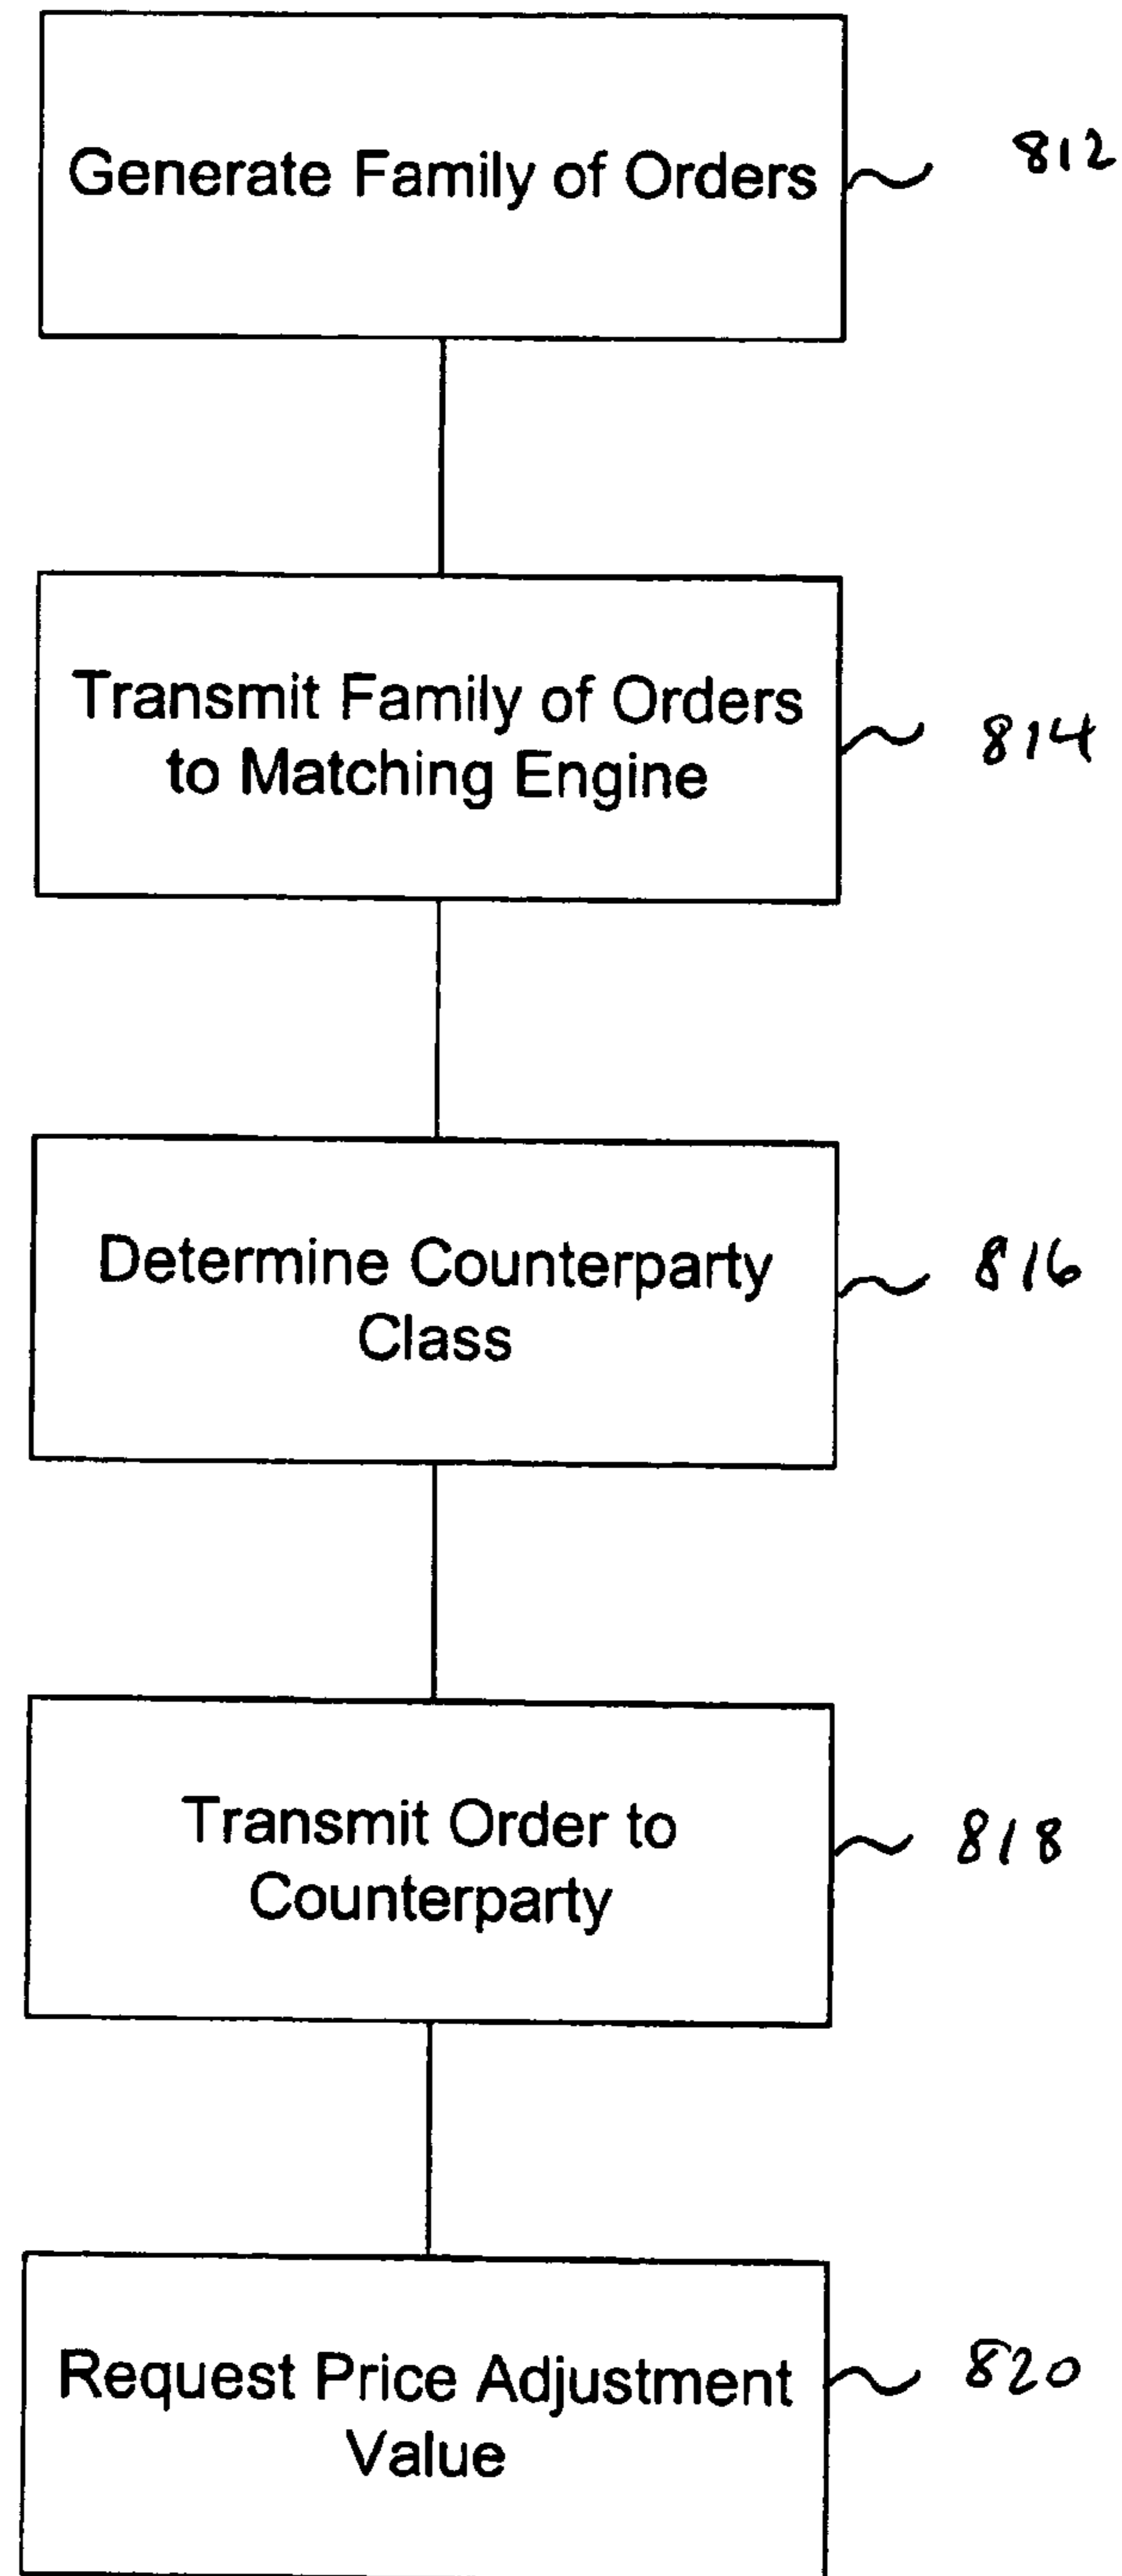 Generate Family of Orders
812
Transmit Family of Orders
to Matching Engine
814
Determine Counterparty
Class
816
Transmit Order to
Counterparty
818
Request Price Adjustment
Value
820